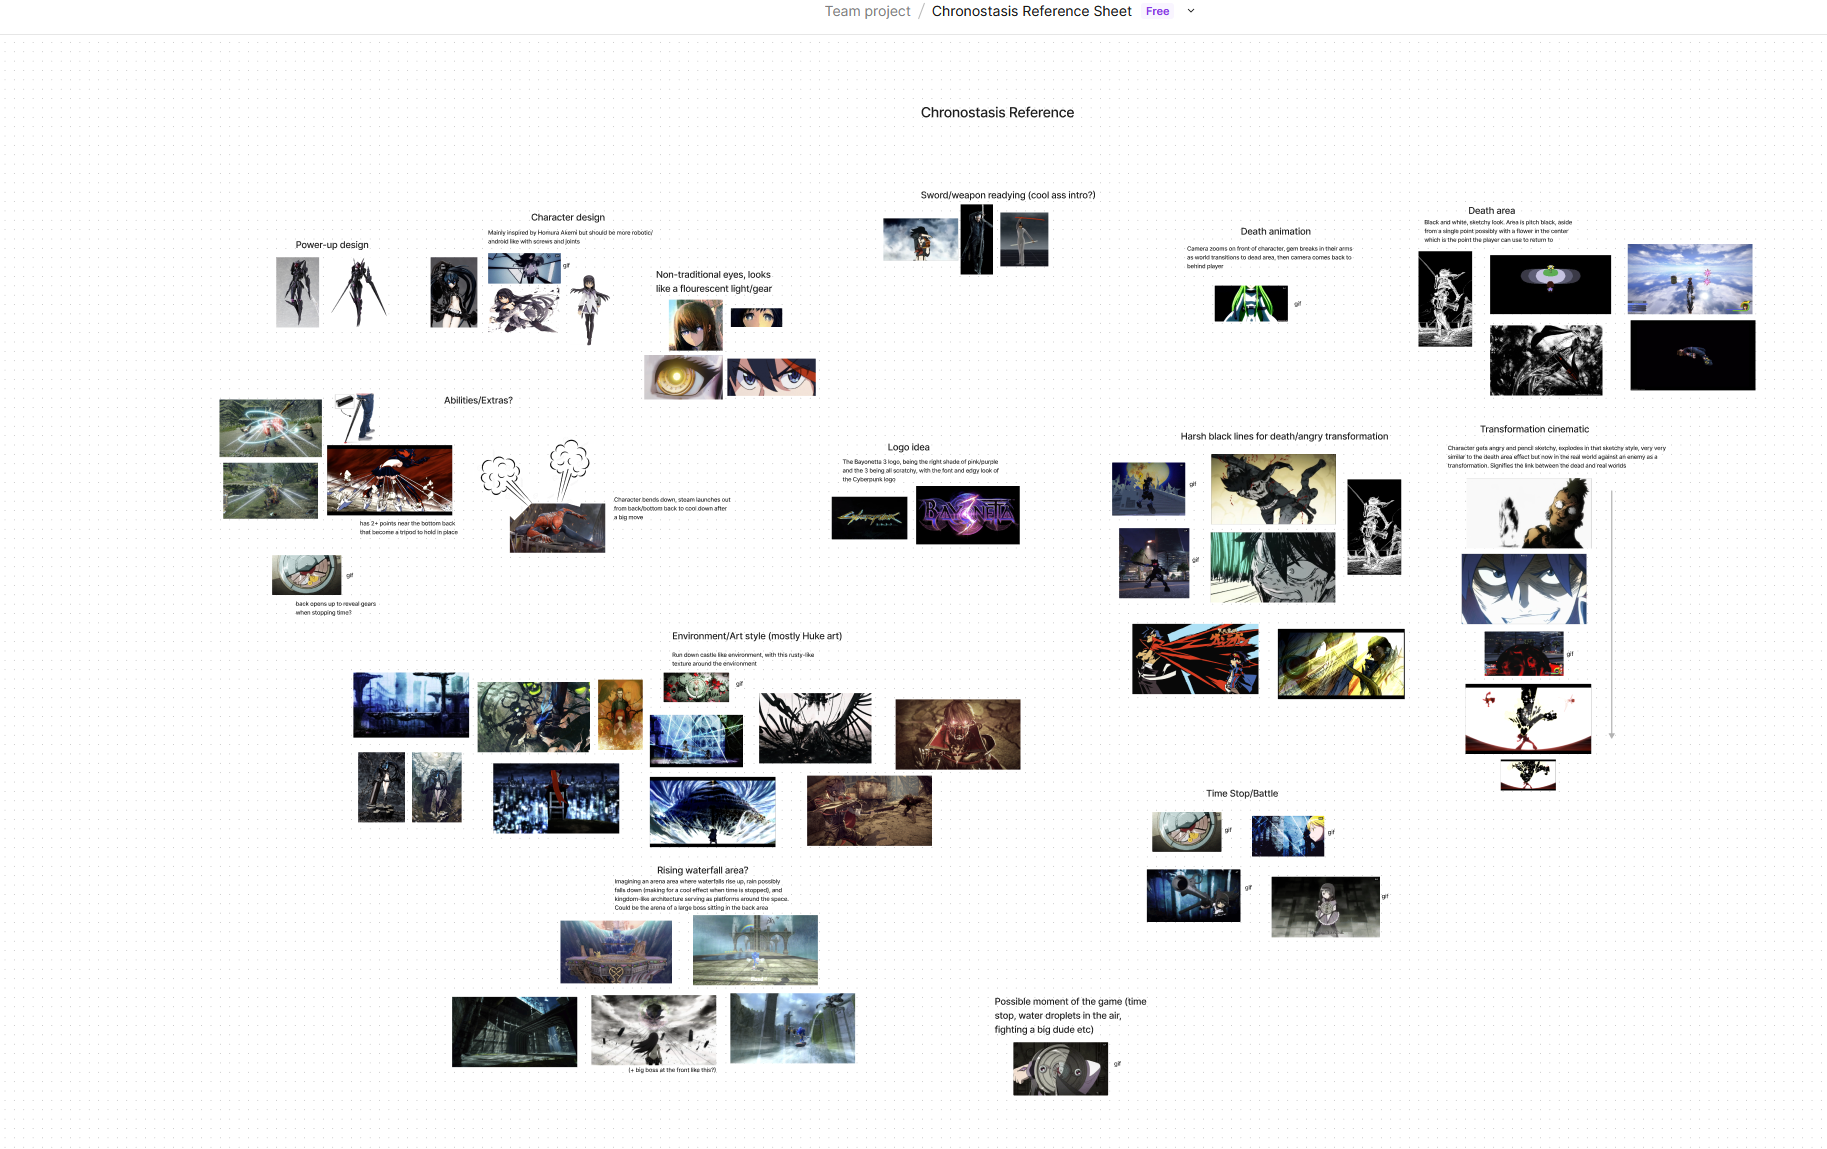 Team project / Chronostasis Reference Sheet Free
Chronostasis Reference
Sword/weapon readying (cool ass intro?)
Character design
Mainly inspired by Homura Akemi but should be more robotic/
android like with screws and joints
gif
Power-up design
Non-traditional eyes, looks
like a flourescent light/gear
Death animation
Camera zooms on front of character, gem breaks in their arms
as world transitions to dead area, then camera comes back to
behind player
gif
Death area
Black and white, sketchy look. Area is pitch black, aside
from a single point possibly with a flower in the center
which is the point the player can use to return to
Abilities/Extras?
has 2+ points near the bottom back
that become a tripod to hold in place
Character bends down, steam launches out
from back/bottom back to cool down after
a big move
gif
back opens up to reveal gears
when stopping time?
Logo idea
The Bayonetta 3 logo, being the right shade of pink/purple
and the 3 being all scratchy, with the font and edgy look of
the Cyberpunk logo
BAYONETTA
Harsh black lines for death/angry transformation
gif
gif
Transformation cinematic
Character gets angry and pencil sketchy, explodes in that sketchy style, very very
similar to the death area effect but now in the real world against an enemy as a
transformation. Signifies the link between the dead and real worlds
gif
Environment/Art style (mostly Huke art)
Run down castle like environment, with this rusty-like
texture around the environment
gif
Time Stop/Battle
gif
gif
gif
gif
Rising waterfall area?
Imagining an arena area where waterfalls rise up, rain possibly
falls down (making for a cool effect when time is stopped), and
kingdom-like architecture serving as platforms around the space.
Could be the arena of a large boss sitting in the back area
(+ big boss at the front like this?)
Possible moment of the game (time
stop, water droplets in the air,
fighting a big dude etc)
gif